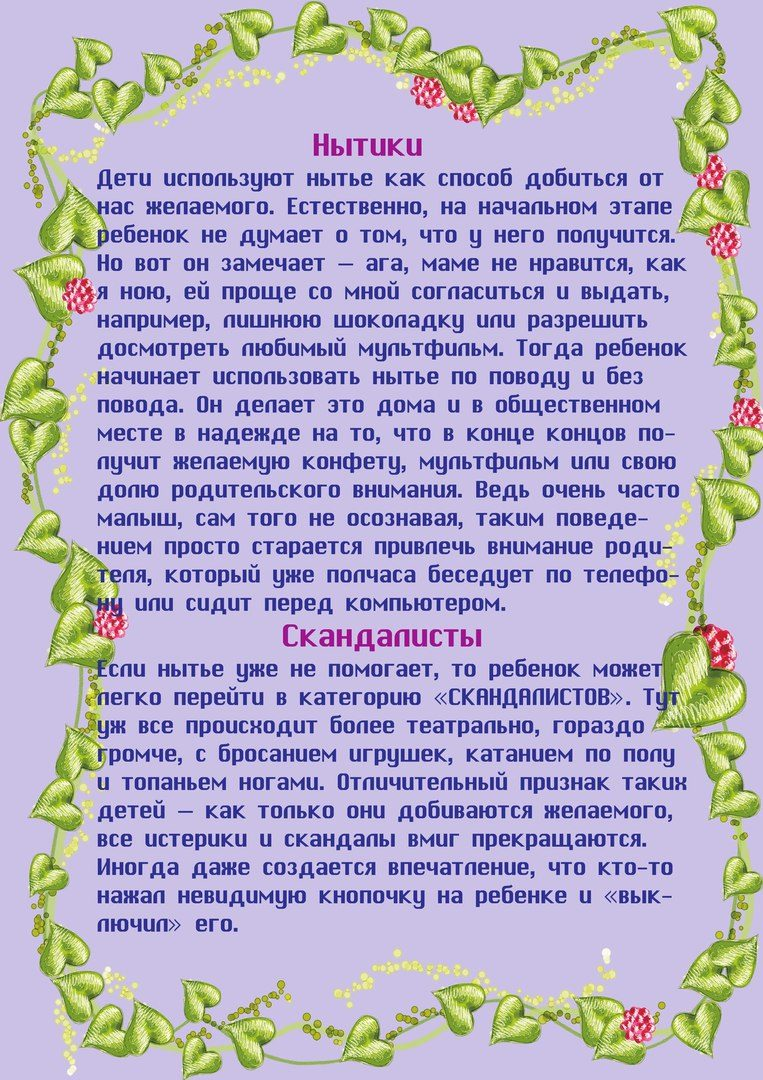 Нытики
Дети используют нытье как способ добиться от
нас желаемого. Естественно, на начальном этапе
ребенок не думает о том, что у него получится.
Но вот он замечает – ага, маме не нравится, как
я ною, ей проще со мной согласиться и выдать,
например, лишнюю шоколадку или разрешить
досмотреть любимый мультфильм. Тогда ребенок
начинает использовать нытье по поводу и без
повода. Он делает это дома и в общественном
месте в надежде на то, что в конце концов по-
лучит желаемую конфету, мультфильм или свою
долю родительского внимания. Ведь очень часто
малыш, сам того не осознавая, таким поведе-
нием просто старается привлечь внимание роди-
теля, который уже полчаса беседует по телефо-
ну или сидит перед компьютером.
Скандалисты
Если нытье уже не помогает, то ребенок может
легко перейти в категорию «СКАНДАЛИСТОВ». Тут
уж все происходит более театрально, гораздо
громче, с бросанием игрушек, катанием по полу
и топаньем ногами. Отличительный признак таких
детей – как только они добиваются желаемого,
все истерики и скандалы вмиг прекращаются.
Иногда даже создается впечатление, что кто-то
нажал невидимую кнопочку на ребенке и «вык-
лючил» его.